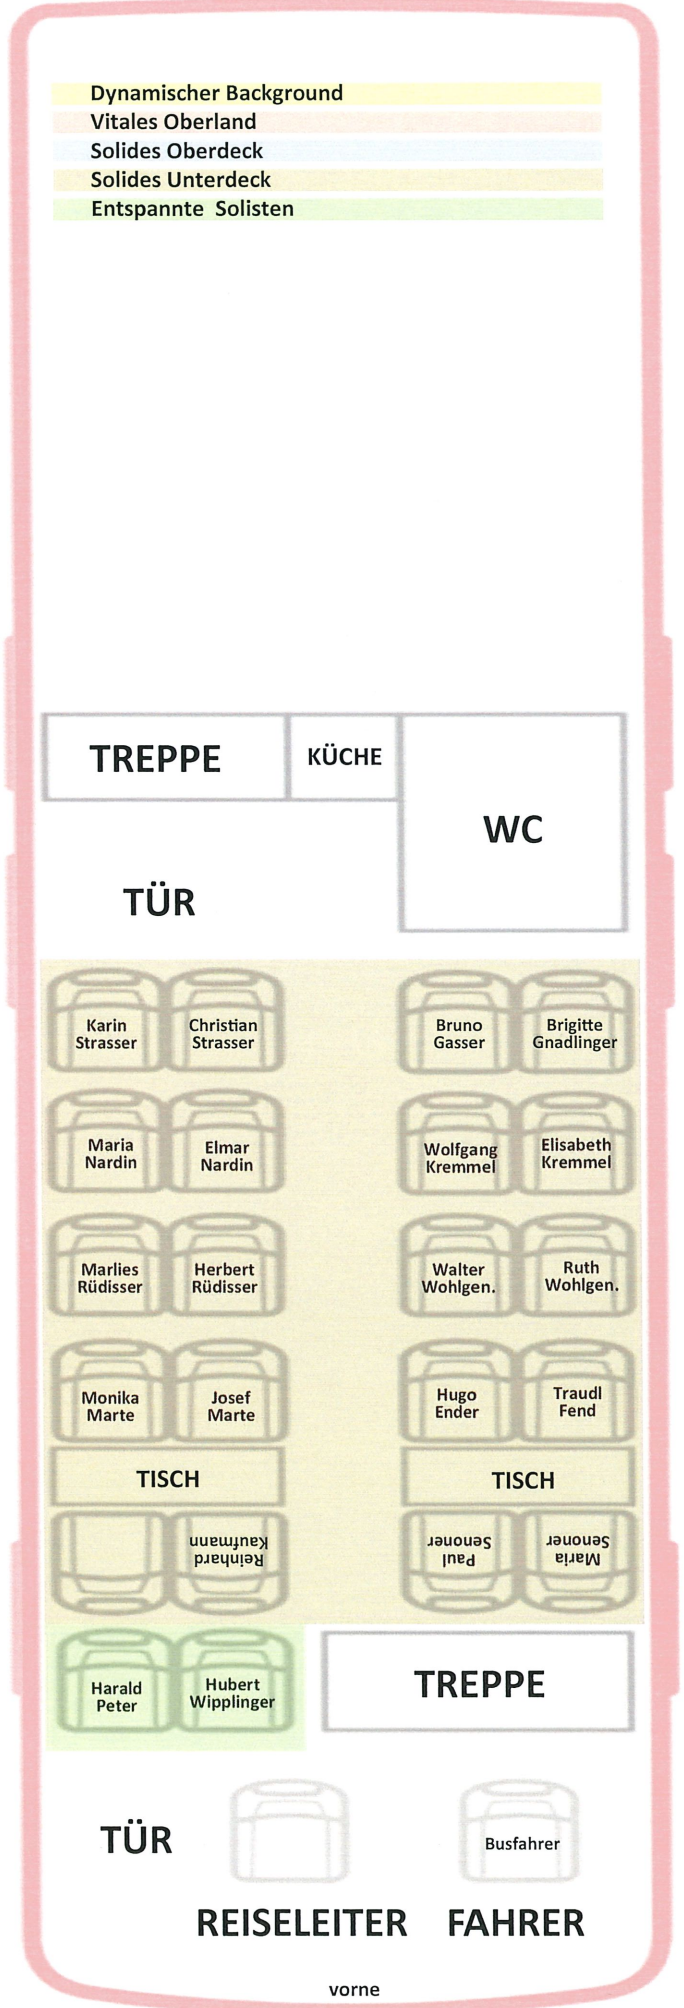 Dynamischer Background
Vitales Oberland
Solides Oberdeck
Solides Unterdeck
Entspannte Solisten
TREPPE
KÜCHE
WC
TÜR
Karin
Strasser
Christian
Strasser
Bruno
Gasser
Brigitte
Gnadlinger
Maria
Nardin
Elmar
Nardin
Wolfgang
Kremmel
Elisabeth
Kremmel
Marlies
Rüdisser
Herbert
Rüdisser
Walter
Wohlgen.
Ruth
Wohlgen.
Monika
Marte
Josef
Marte
Hugo
Ender
Traudl
Fend
TISCH
TISCH
Reinhard
Kaufmann
Paul
Senoner
Maria
Senoner
Harald
Peter
Hubert
Wipplinger
TREPPE
TÜR
Busfahrer
REISELEITER
FAHRER
vorne